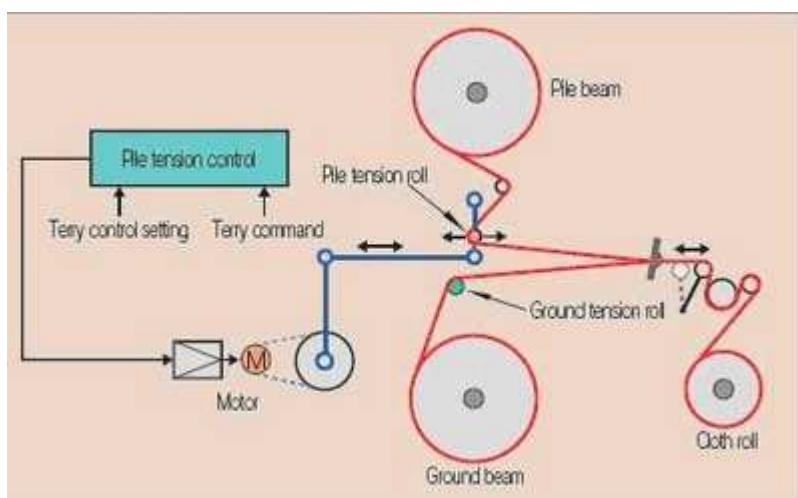 Pile beam
Pile tension control
Pile tension roll
Terry control setting
Terry command
Ground tension roll
M
Motor
Cloth roll
Ground beam